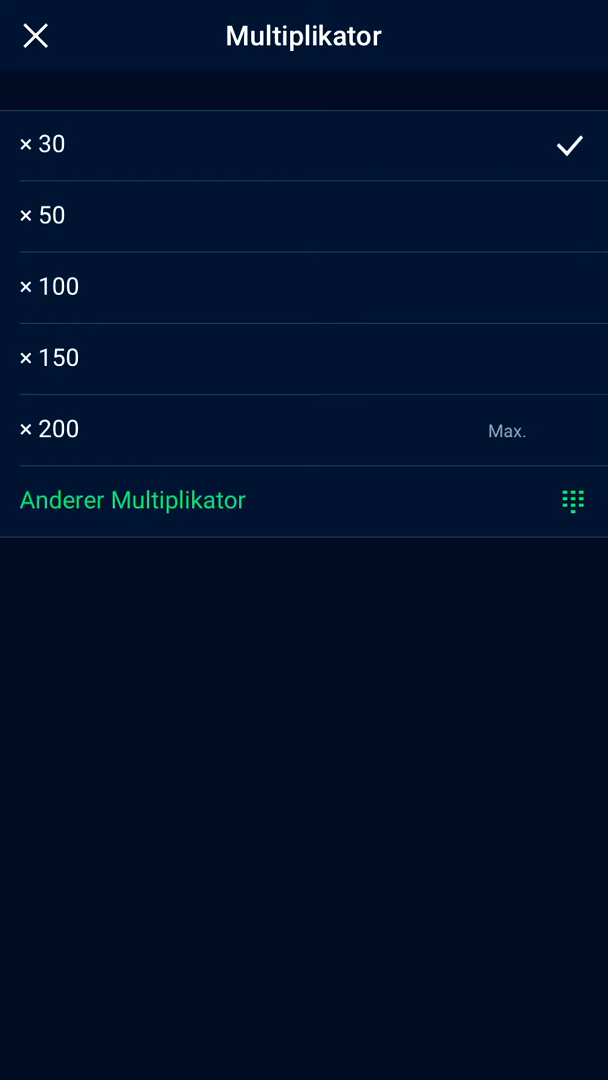 Multiplikator
× 30
× 50
× 100
× 150
× 200 Max.
Anderer Multiplikator